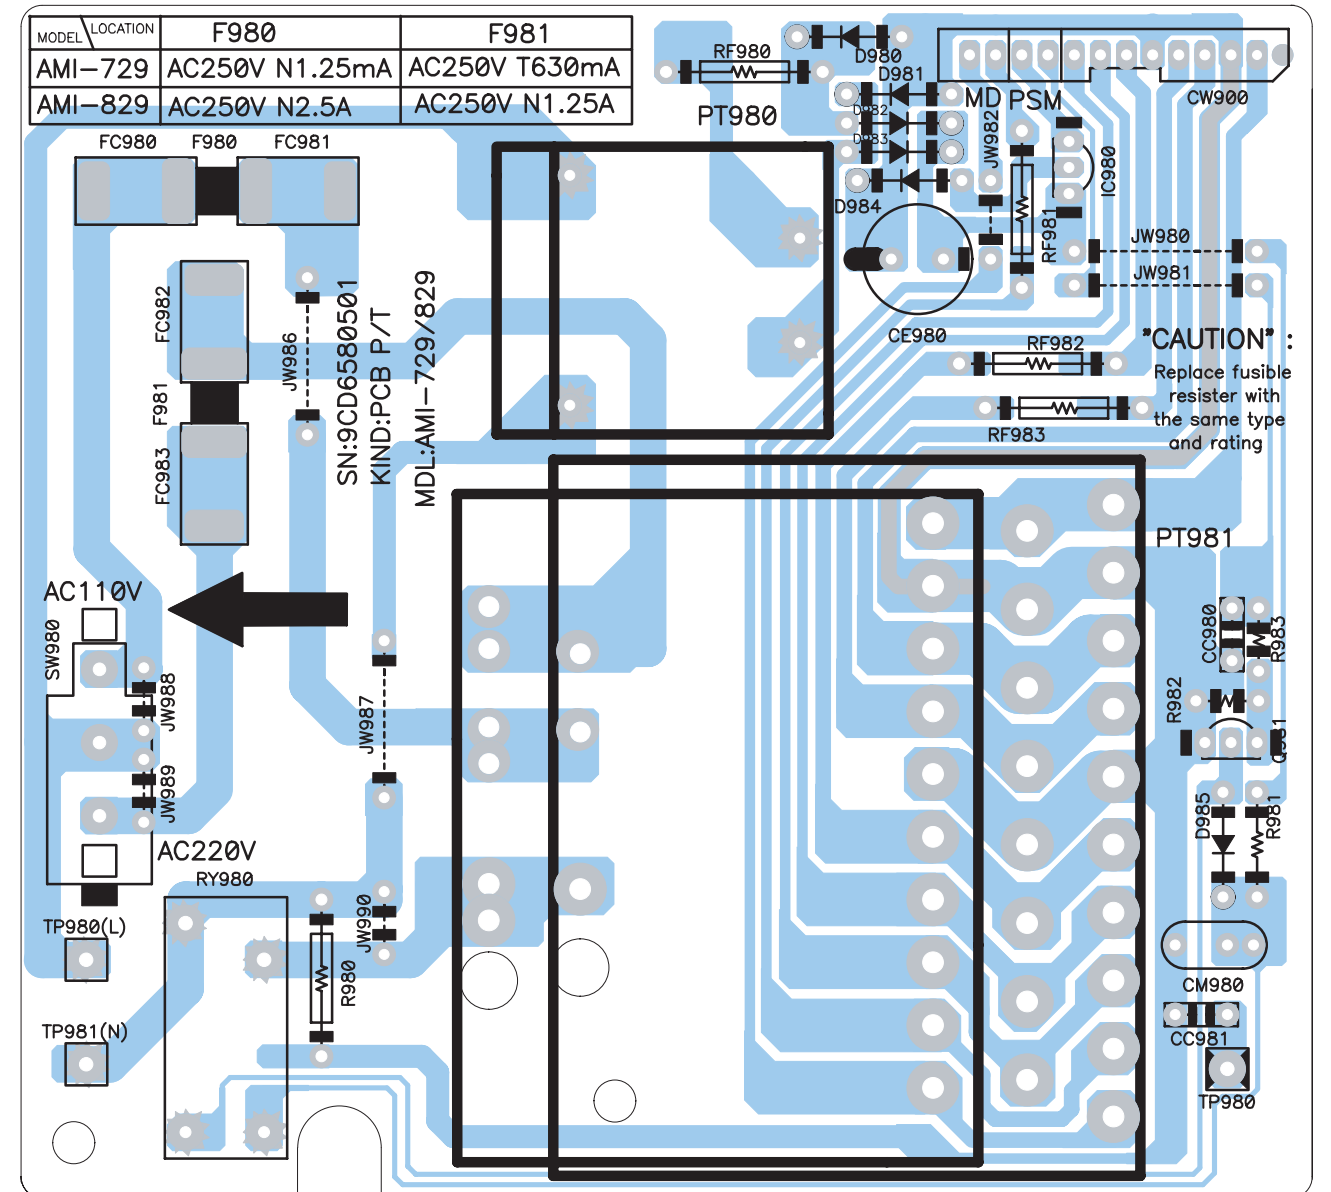 MODEL LOCATION F980 F981
AMI-729 AC250V N1.25mA AC250V T630mA
AMI-829 AC250V N2.5A AC250V N1.25A
FC980 F980 FC981
RF980
D980
D981
D982
D983
D984
PT980
MD PSM
CW900
JW982
IC980
RF981
JW980
JW981
CE980
RF982
RF983
"CAUTION" :
Replace fusible
resister with
the same type
and rating
FC982
F981
FC983
JW986
SN:9CD6580501
KIND:PCB P/T
MDL:AMI-729/829
PT981
AC110V
SW980
JW988
JW989
AC220V
JW987
RY980
JW990
R980
TP980(L)
TP981(N)
CC980
R983
R982
Q981
D985
R981
CM980
CC981
TP980